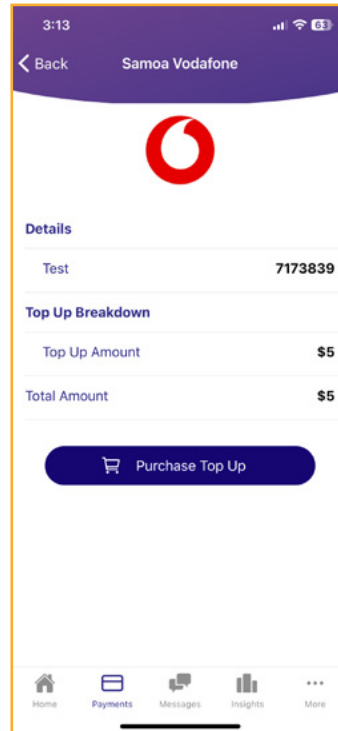 3:13 63
Back Samoa Vodafone
Details
Test 7173839
Top Up Breakdown
Top Up Amount $5
Total Amount $5
Purchase Top Up
Home Payments Messages Insights More